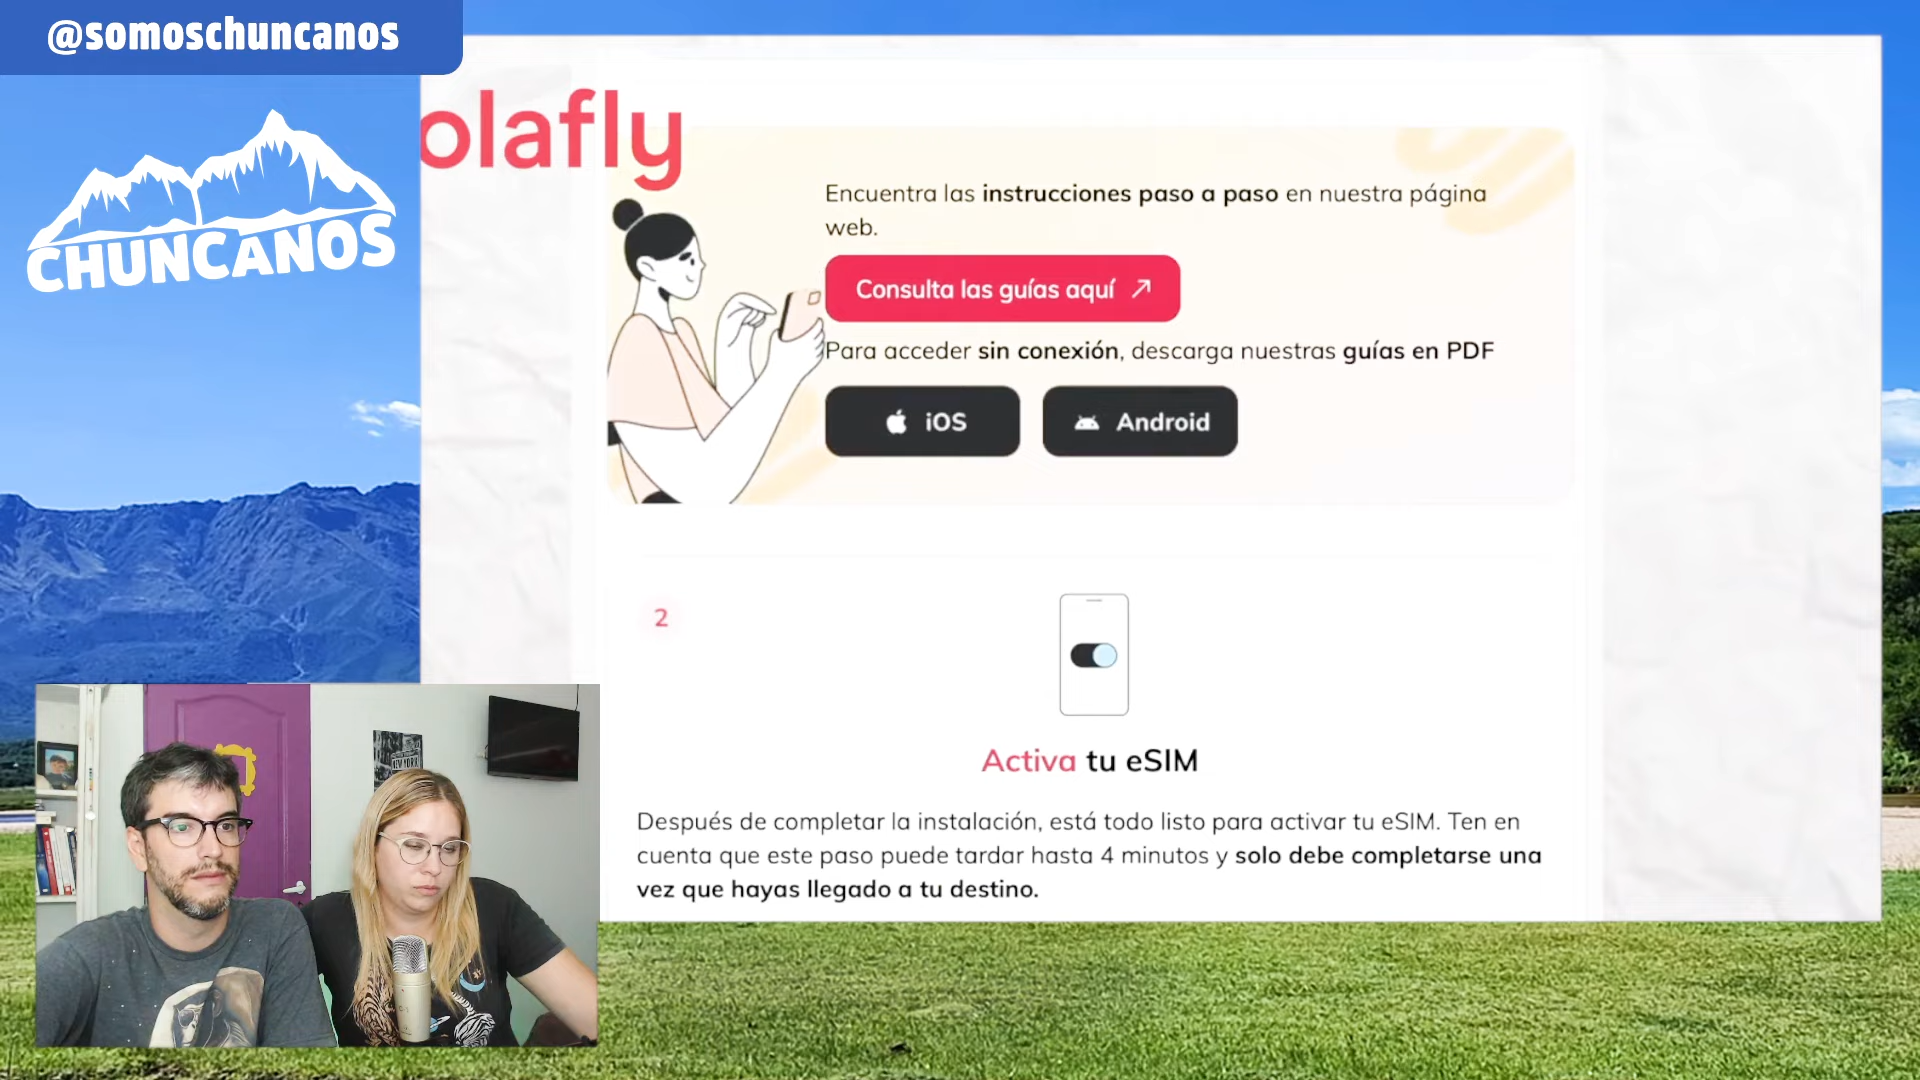 @somoschuncanos
CHUNCANOS
olafly
Encuentra las instrucciones paso a paso en nuestra página
web.
Consulta las guías aquí
Para acceder sin conexión, descarga nuestras guías en PDF
iOS
Android
2
Activa tu eSIM
Después de completar la instalación, está todo listo para activar tu eSIM. Ten en
cuenta que este paso puede tardar hasta 4 minutos y solo debe completarse una
vez que hayas llegado a tu destino.
NEW YORK